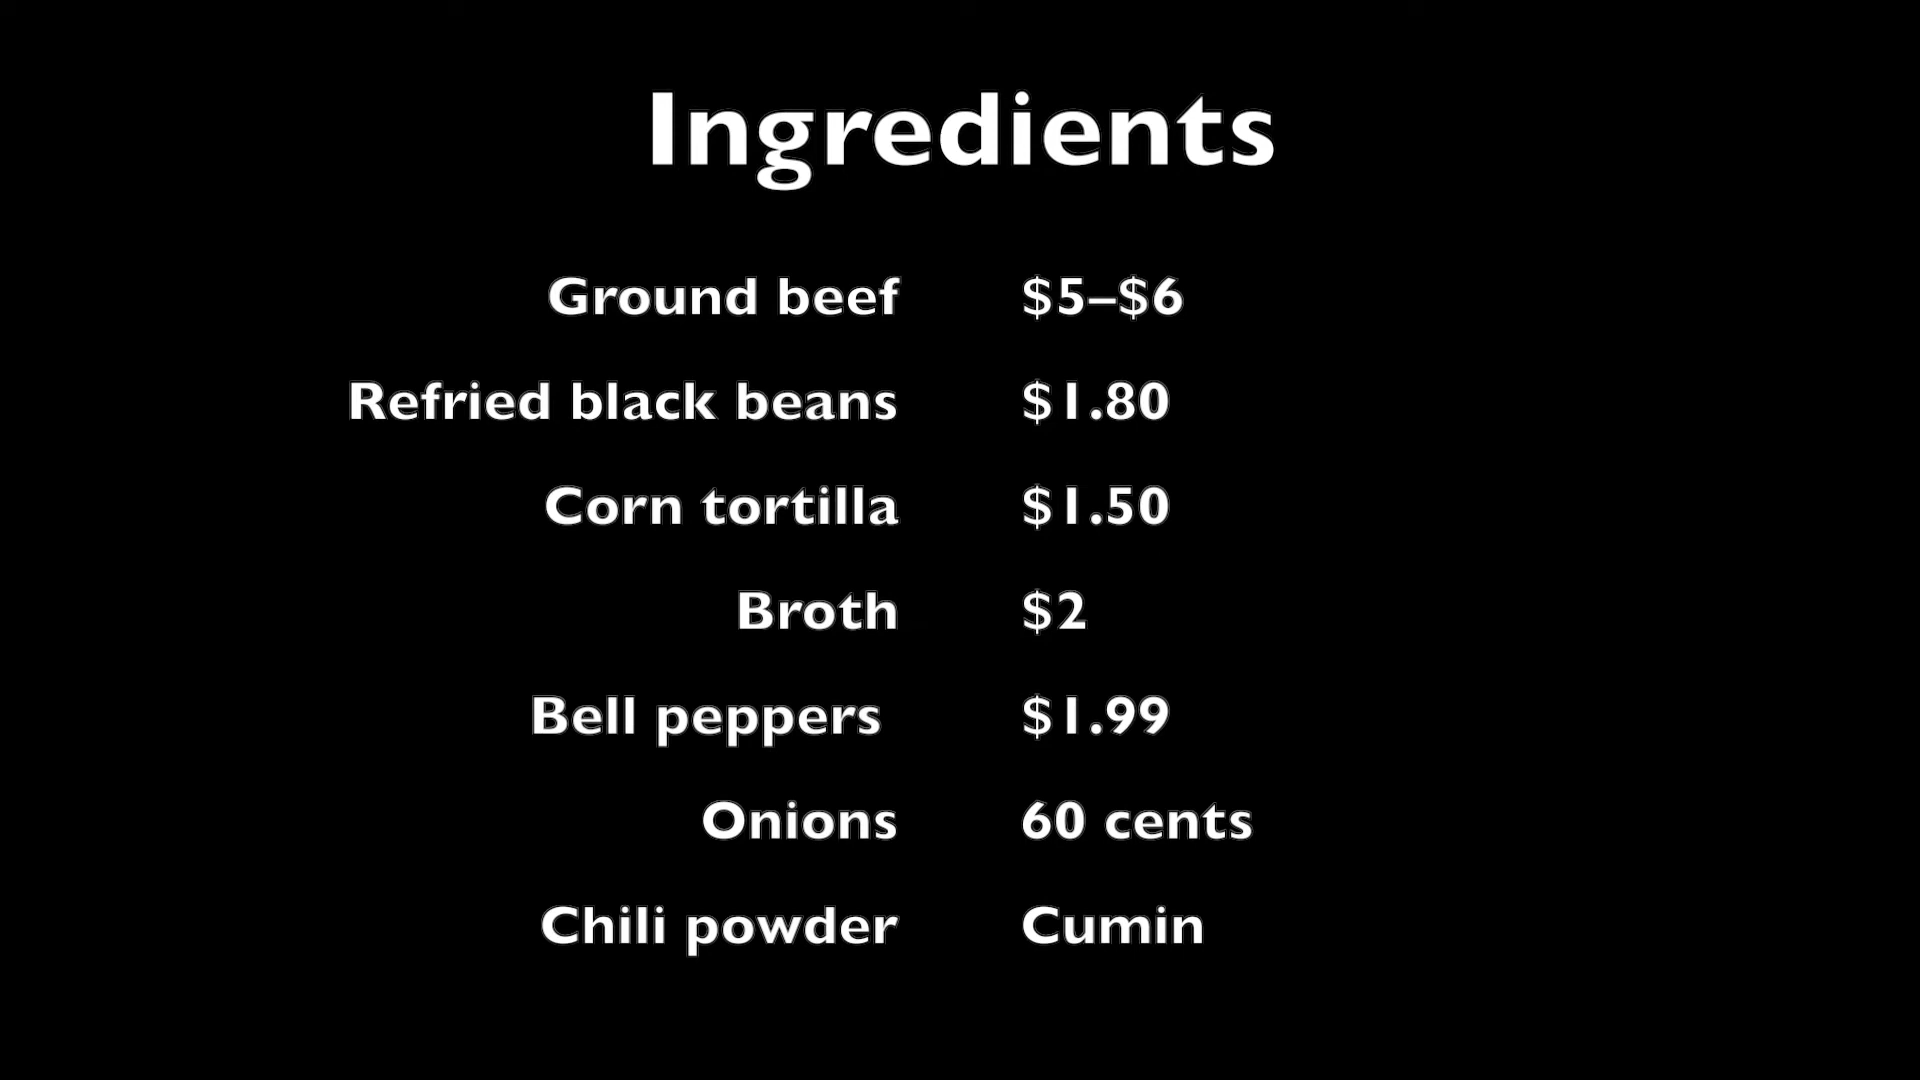 Ingredients
Ground beef $5–$6
Refried black beans $1.80
Corn tortilla $1.50
Broth $2
Bell peppers $1.99
Onions 60 cents
Chili powder Cumin